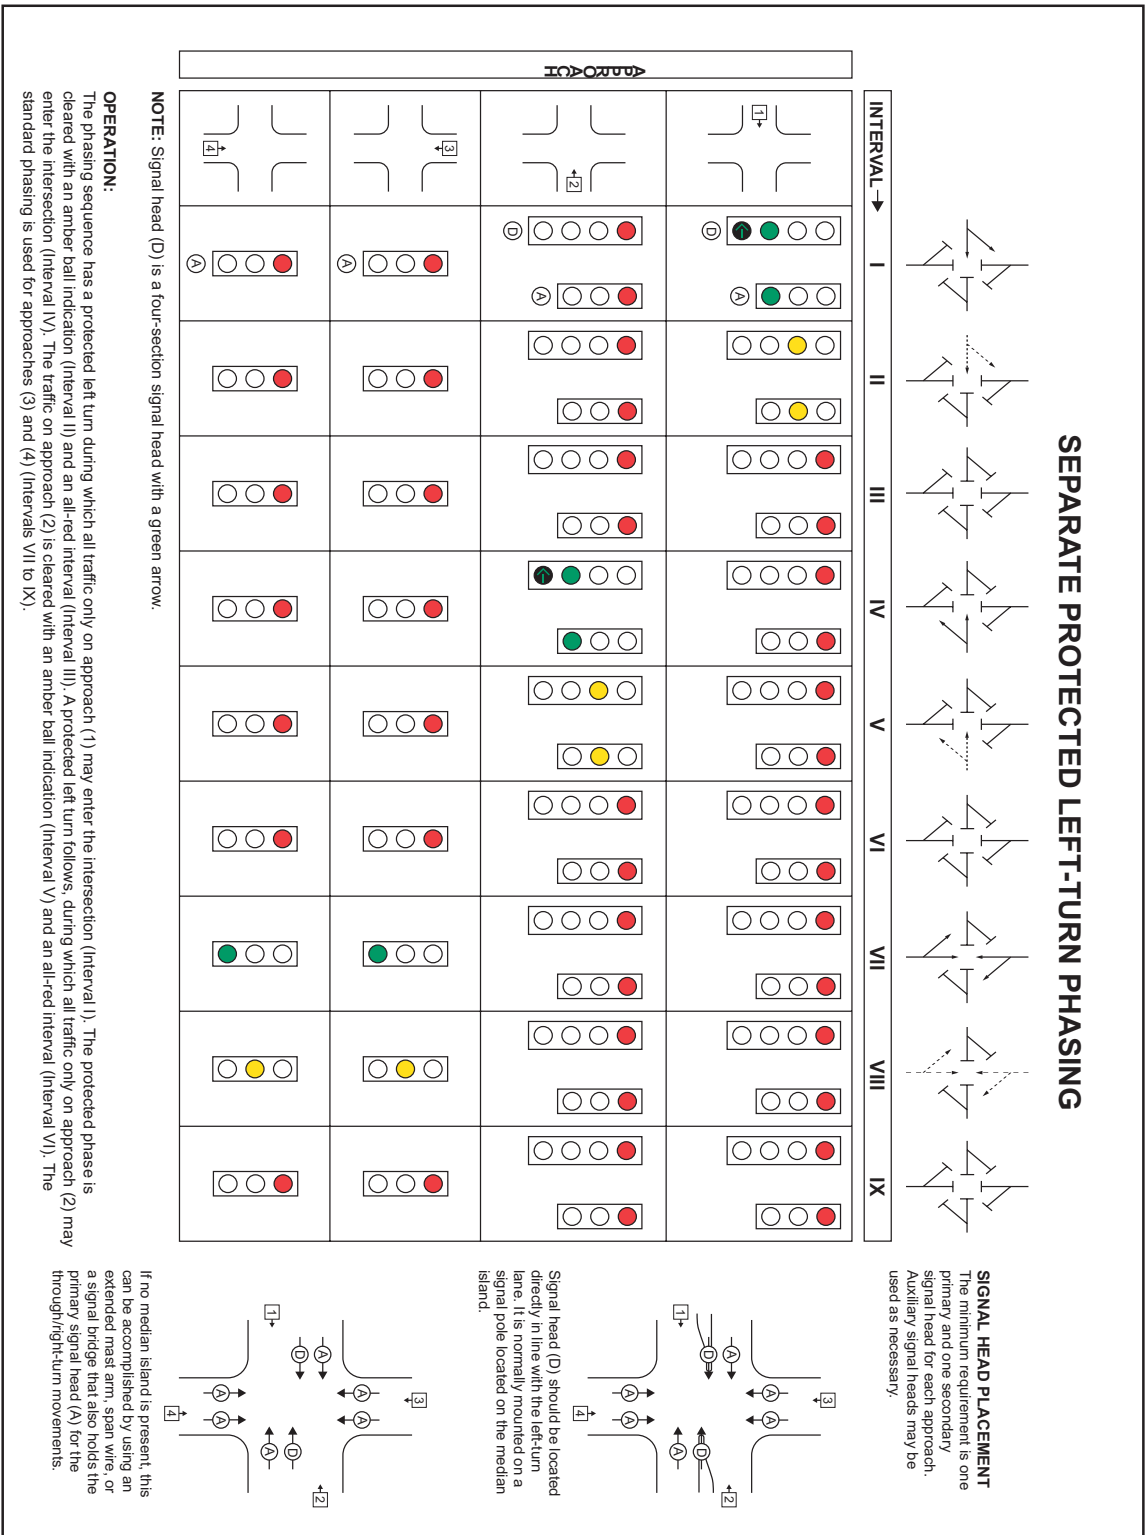 SEPARATE PROTECTED LEFT-TURN PHASING
INTERVAL
I
II
III
IV
V
VI
VII
VIII
IX
APPROACH
1
D
A
2
D
A
3
A
4
A
NOTE: Signal head (D) is a four-section signal head with a green arrow.
OPERATION:
The phasing sequence has a protected left turn during which all traffic only on approach (1) may enter the intersection (Interval I). The protected phase is
cleared with an amber ball indication (Interval II) and an all-red interval (Interval III). A protected left turn follows, during which all traffic only on approach (2) may
enter the intersection (Interval IV). The traffic on approach (2) is cleared with an amber ball indication (Interval V) and an all-red interval (Interval VI). The
standard phasing is used for approaches (3) and (4) (Intervals VII to IX).
SIGNAL HEAD PLACEMENT
The minimum requirement is one
primary and one secondary
signal head for each approach.
Auxiliary signal heads may be
used as necessary.
3
A
A
1
A
D
D
A
2
A
A
4
Signal head (D) should be located
directly in line with the left-turn
lane. It is normally mounted on a
signal pole located on the median
island.
3
A
A
1
A
D
D
A
2
A
A
4
If no median island is present, this
can be accomplished by using an
extended mast arm, span wire, or
a signal bridge that also holds the
primary signal head (A) for the
through/right-turn movements.